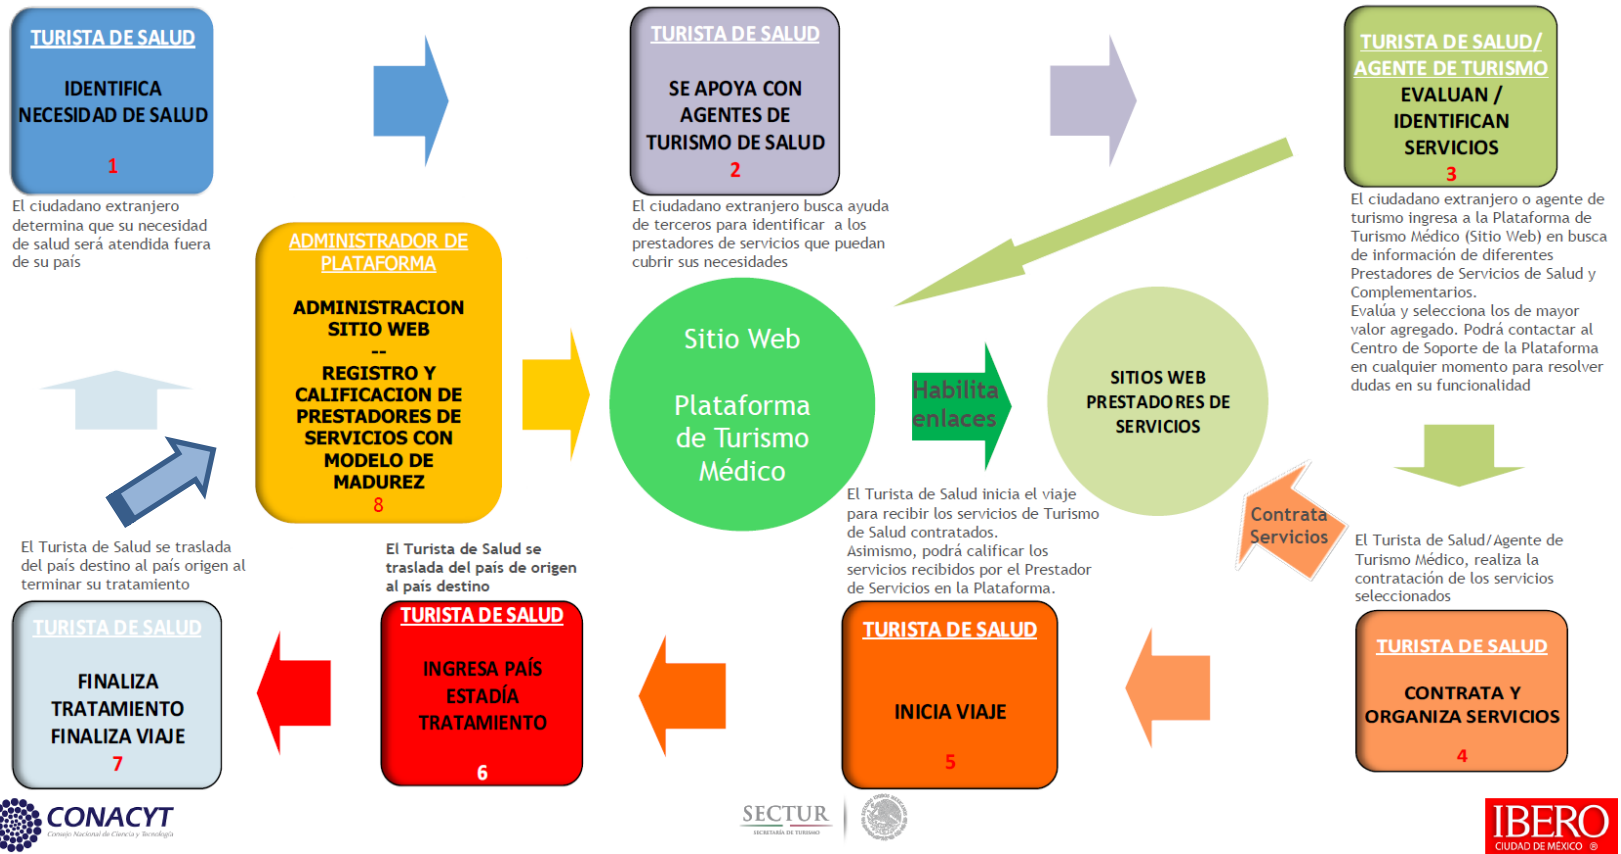 TURISTA DE SALUD
IDENTIFICA
NECESIDAD DE SALUD
1
El ciudadano extranjero
determina que su necesidad
de salud será atendida fuera
de su país
TURISTA DE SALUD
SE APOYA CON
AGENTES DE
TURISMO DE SALUD
2
El ciudadano extranjero busca ayuda
de terceros para identificar a los
prestadores de servicios que puedan
cubrir sus necesidades
TURISTA DE SALUD/
AGENTE DE TURISMO
EVALUAN /
IDENTIFICAN
SERVICIOS
3
El ciudadano extranjero o agente de
turismo ingresa a la Plataforma de
Turismo Médico (Sitio Web) en busca
de información de diferentes
Prestadores de Servicios de Salud y
Complementarios.
Evalúa y selecciona los de mayor
valor agregado. Podrá contactar al
Centro de Soporte de la Plataforma
en cualquier momento para resolver
dudas en su funcionalidad
ADMINISTRADOR DE
PLATAFORMA
ADMINISTRACION
SITIO WEB
--
REGISTRO Y
CALIFICACION DE
PRESTADORES DE
SERVICIOS CON
MODELO DE
MADUREZ
8
Sitio Web
Plataforma
de Turismo
Médico
Habilita
enlaces
SITIOS WEB
PRESTADORES DE
SERVICIOS
Contrata
Servicios
El Turista de Salud/Agente de
Turismo Médico, realiza la
contratación de los servicios
seleccionados
TURISTA DE SALUD
CONTRATA Y
ORGANIZA SERVICIOS
4
El Turista de Salud inicia el viaje
para recibir los servicios de Turismo
de Salud contratados.
Asimismo, podrá calificar los
servicios recibidos por el Prestador
de Servicios en la Plataforma.
TURISTA DE SALUD
INICIA VIAJE
5
El Turista de Salud se
traslada del país de origen
al país destino
TURISTA DE SALUD
INGRESA PAÍS
ESTADÍA
TRATAMIENTO
6
El Turista de Salud se traslada
del país destino al país origen al
terminar su tratamiento
TURISTA DE SALUD
FINALIZA
TRATAMIENTO
FINALIZA VIAJE
7
CONACYT
Consejo Nacional de Ciencia y Tecnología
SECTUR
SECRETARÍA DE TURISMO
IBERO
CIUDAD DE MÉXICO ®